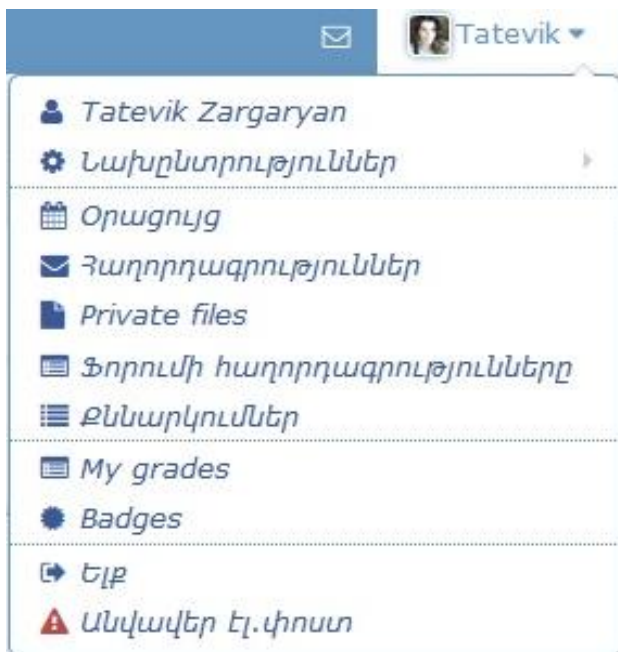 Tatevik
Tatevik Zargaryan
Նախընտրություններ
Օրացույց
Հաղորդագրություններ
Private files
Ֆորումի հաղորդագրությունները
Քննարկումներ
My grades
Badges
Ելք
Անվավեր էլ.փոստ